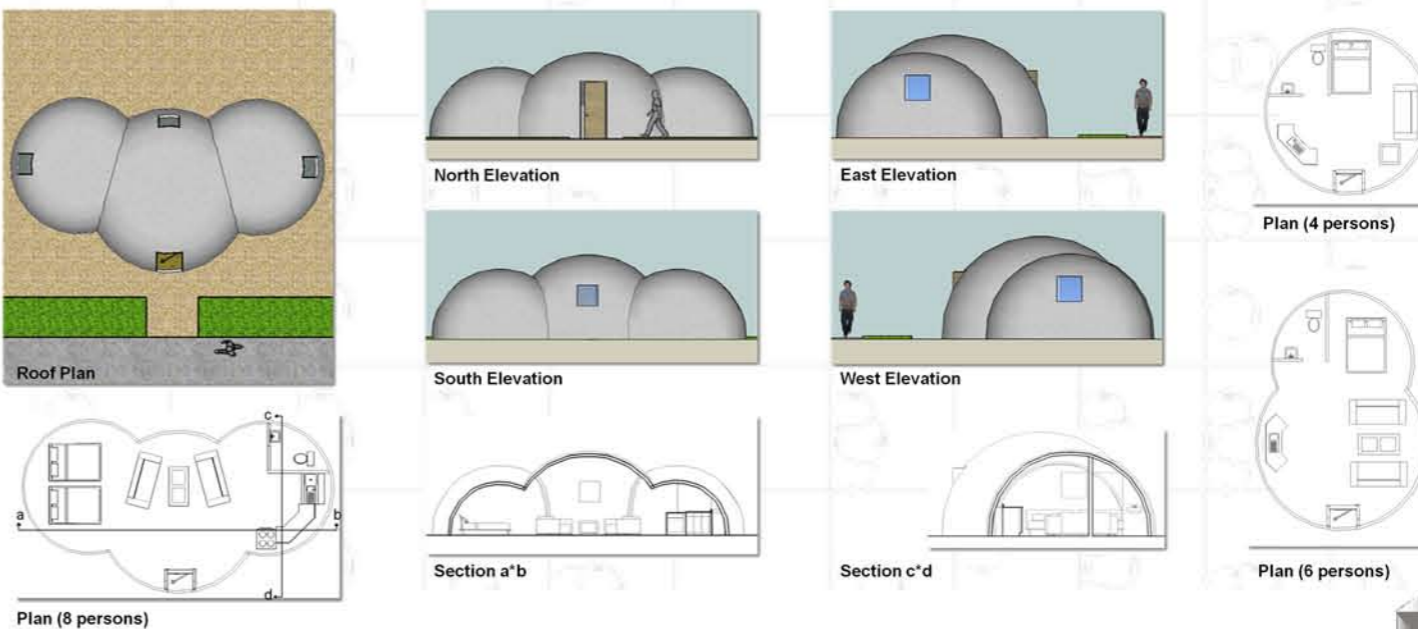 Roof Plan
North Elevation
East Elevation
Plan (4 persons)
South Elevation
West Elevation
c
a
b
d
Plan (8 persons)
Section a*b
Section c*d
Plan (6 persons)